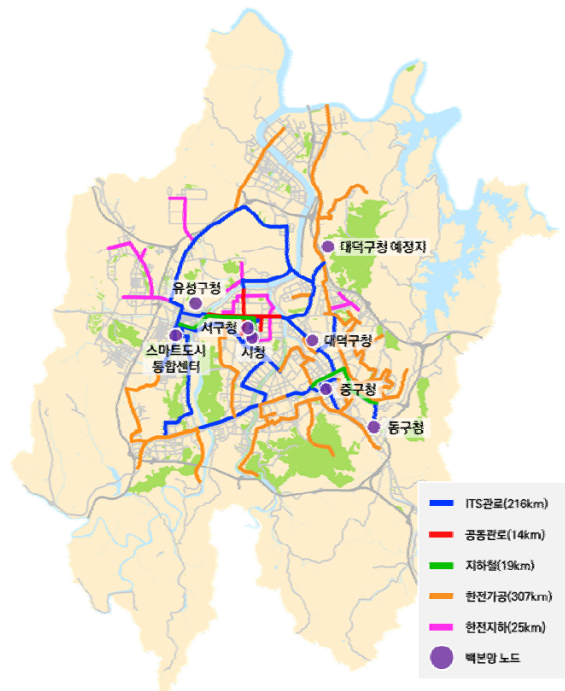 대덕구청 예정지
유성구청
서구청
시청
스마트도시
통합센터
대덕구청
중구청
동구청
ITS관로(216km)
공동관로(14km)
지하철(19km)
한전가공(307km)
한전지하(25km)
백본망 노드